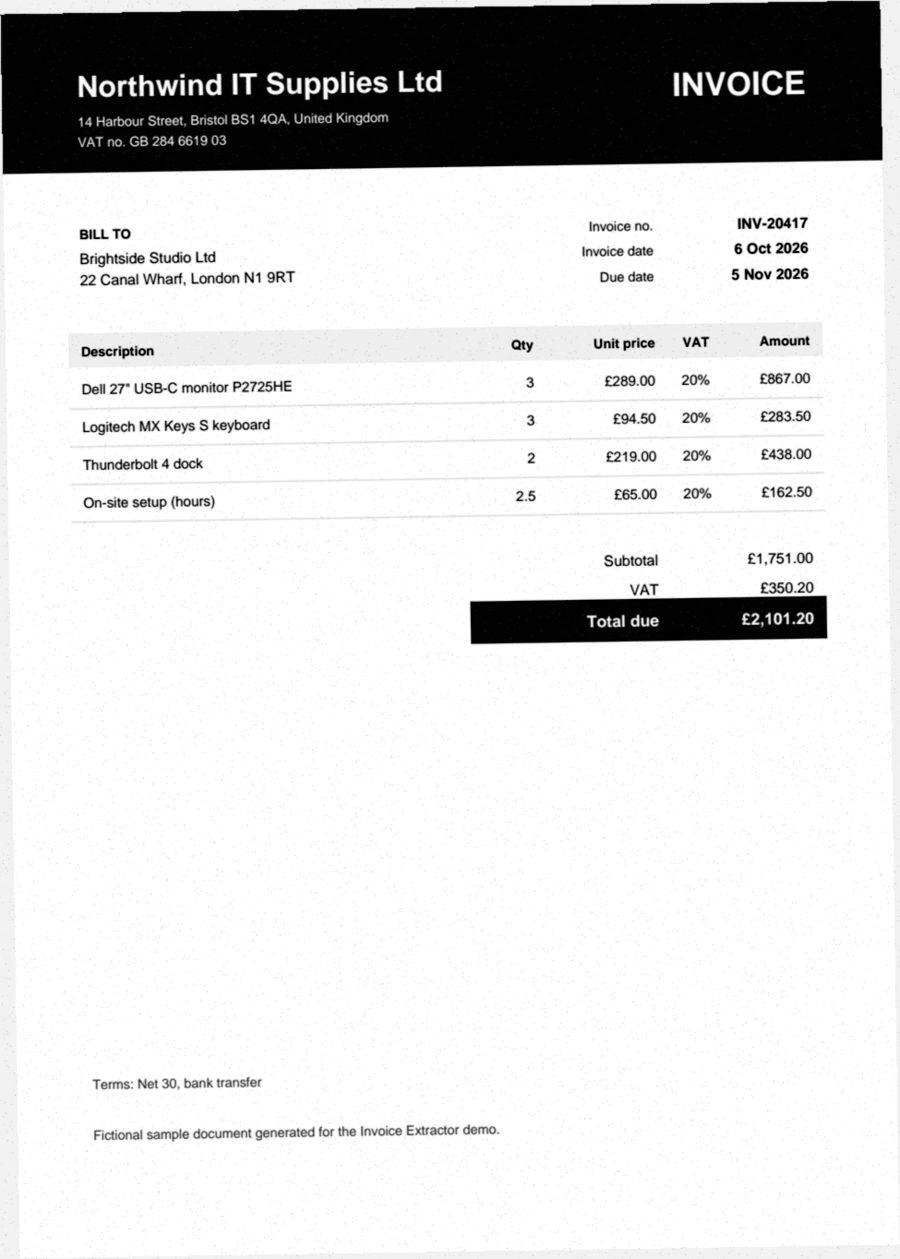 Northwind IT Supplies Ltd
INVOICE
14 Harbour Street, Bristol BS1 4QA, United Kingdom
VAT no. GB 284 6619 03
BILL TO
Brightside Studio Ltd
22 Canal Wharf, London N1 9RT
Invoice no. INV-20417
Invoice date 6 Oct 2026
Due date 5 Nov 2026
Description Qty Unit price VAT Amount
Dell 27" USB-C monitor P2725HE 3 £289.00 20% £867.00
Logitech MX Keys S keyboard 3 £94.50 20% £283.50
Thunderbolt 4 dock 2 £219.00 20% £438.00
On-site setup (hours) 2.5 £65.00 20% £162.50
Subtotal £1,751.00
VAT £350.20
Total due £2,101.20
Terms: Net 30, bank transfer
Fictional sample document generated for the Invoice Extractor demo.